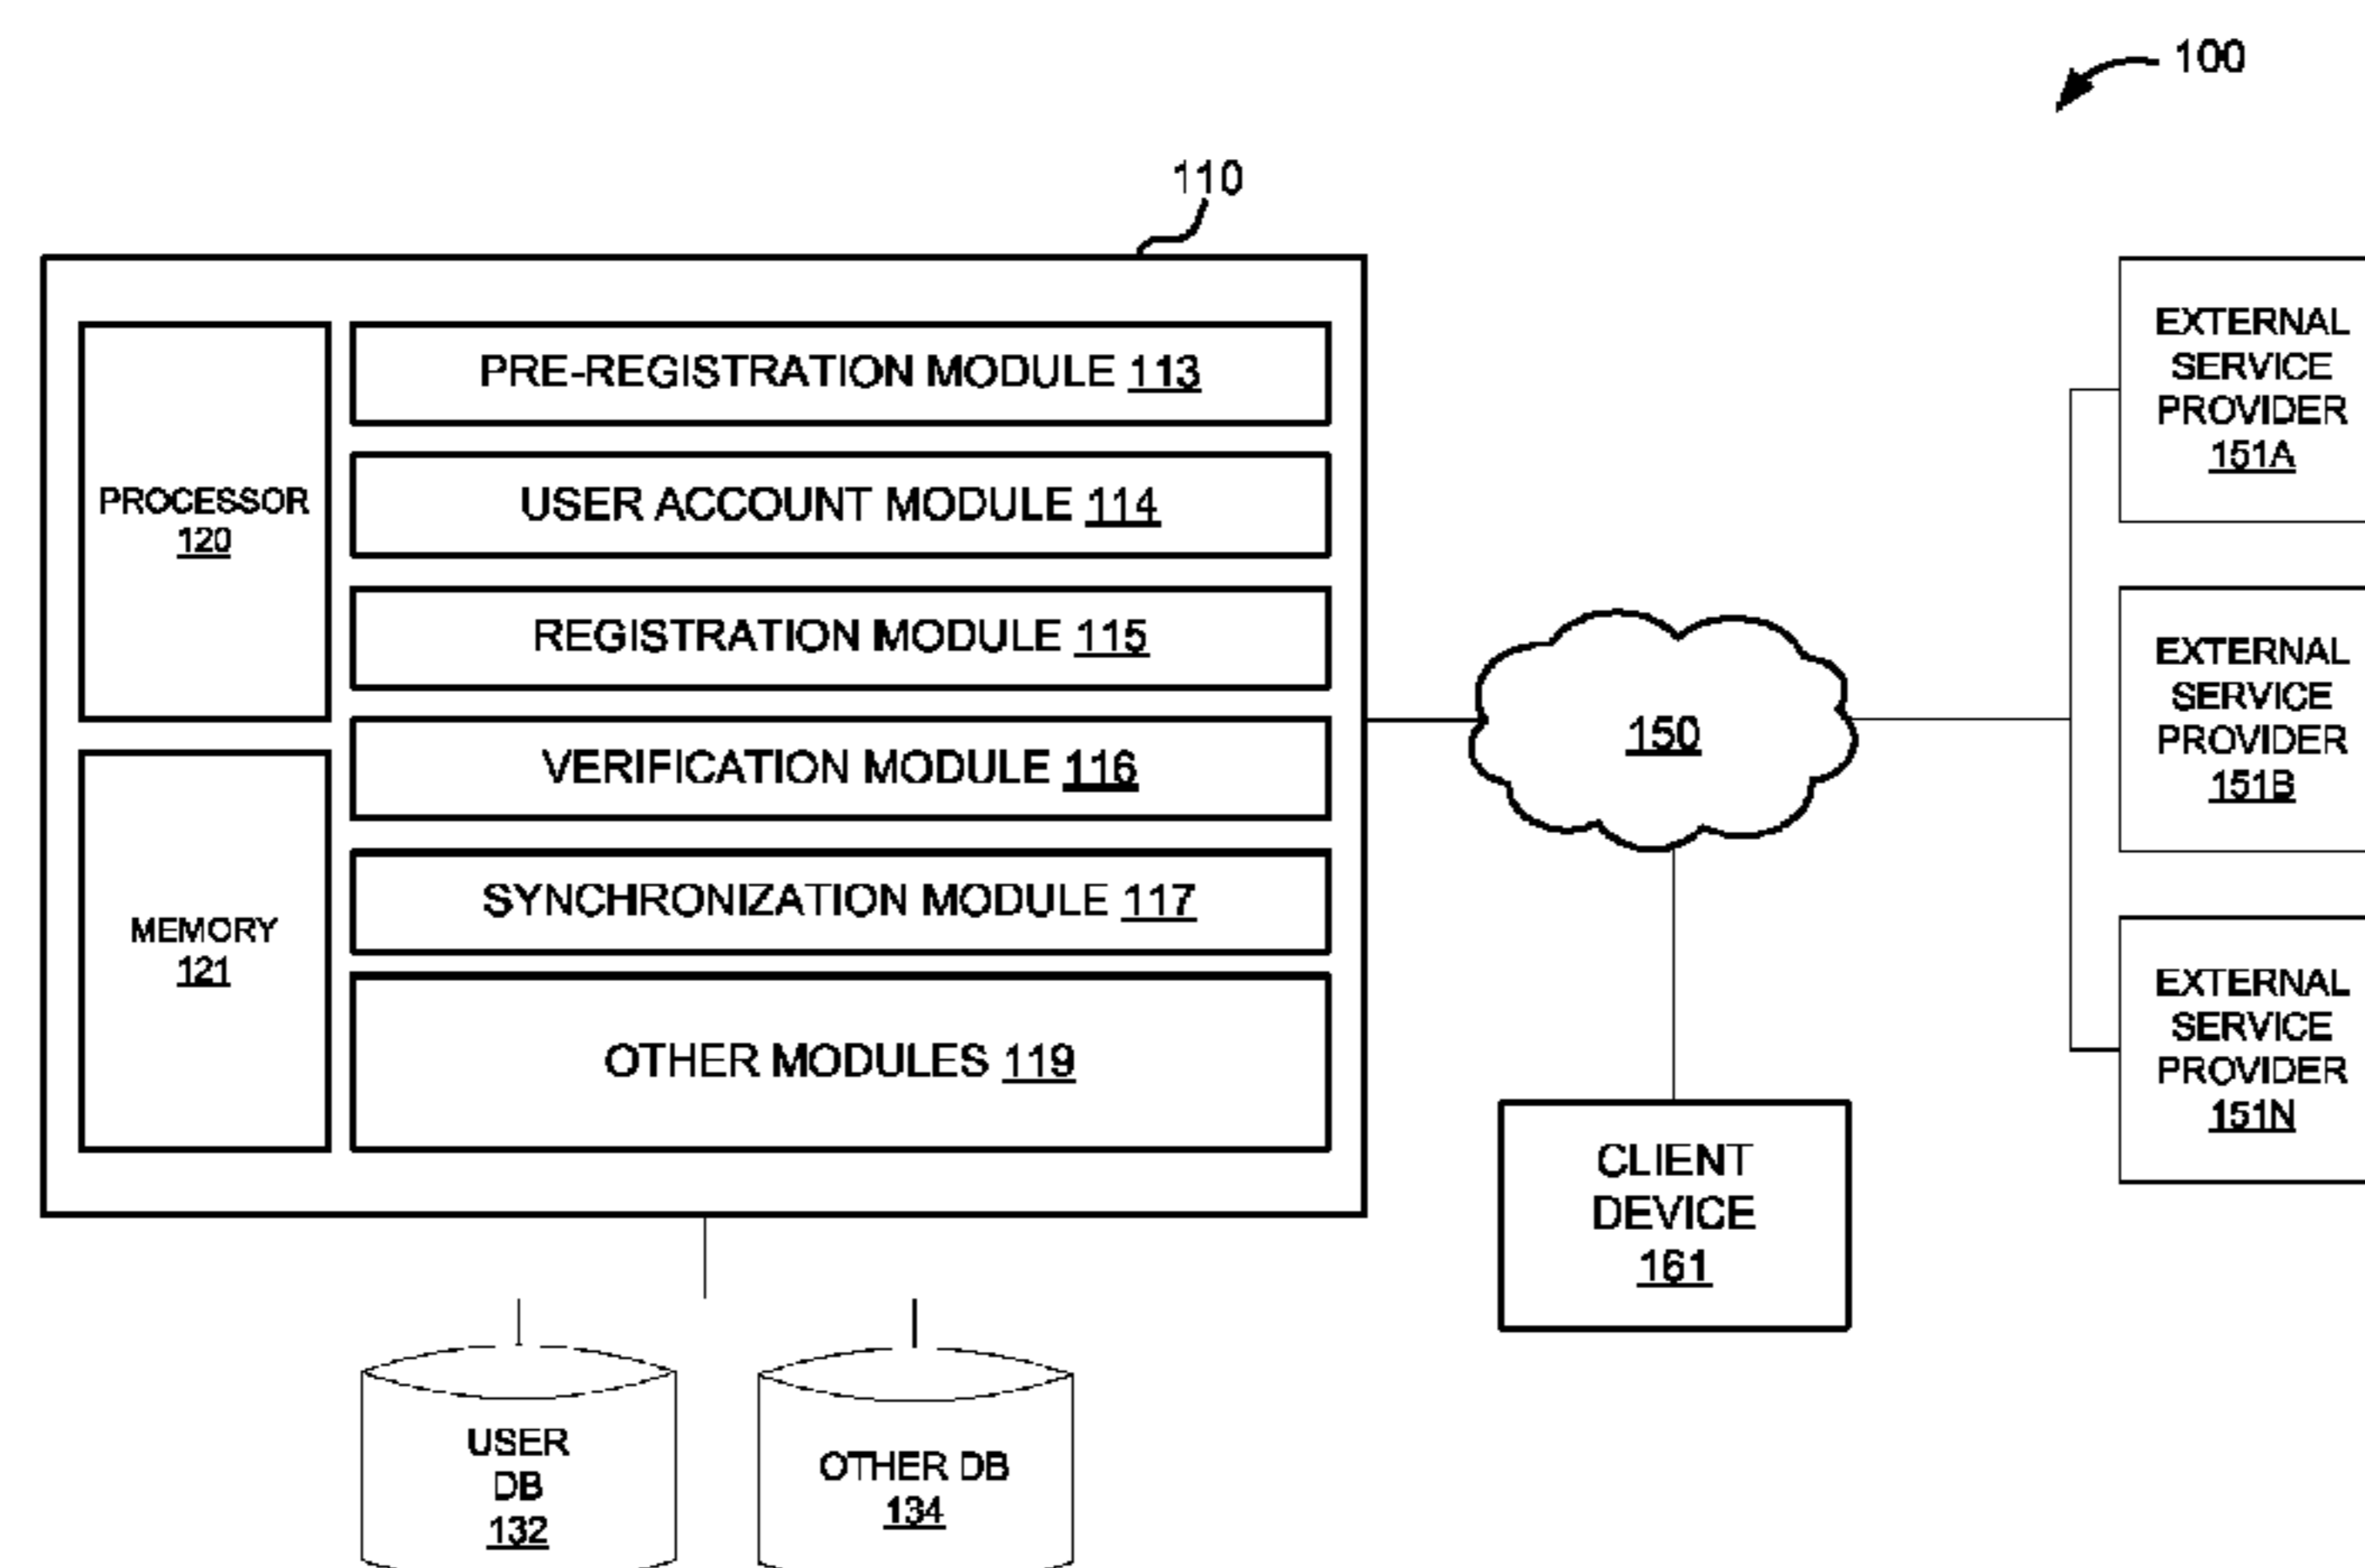 100
110
PROCESSOR
120
MEMORY
121
PRE-REGISTRATION MODULE 113
USER ACCOUNT MODULE 114
REGISTRATION MODULE 115
VERIFICATION MODULE 116
SYNCHRONIZATION MODULE 117
OTHER MODULES 119
150
EXTERNAL
SERVICE
PROVIDER
151A
EXTERNAL
SERVICE
PROVIDER
151B
EXTERNAL
SERVICE
PROVIDER
151N
CLIENT
DEVICE
161
USER
DB
132
OTHER DB
134